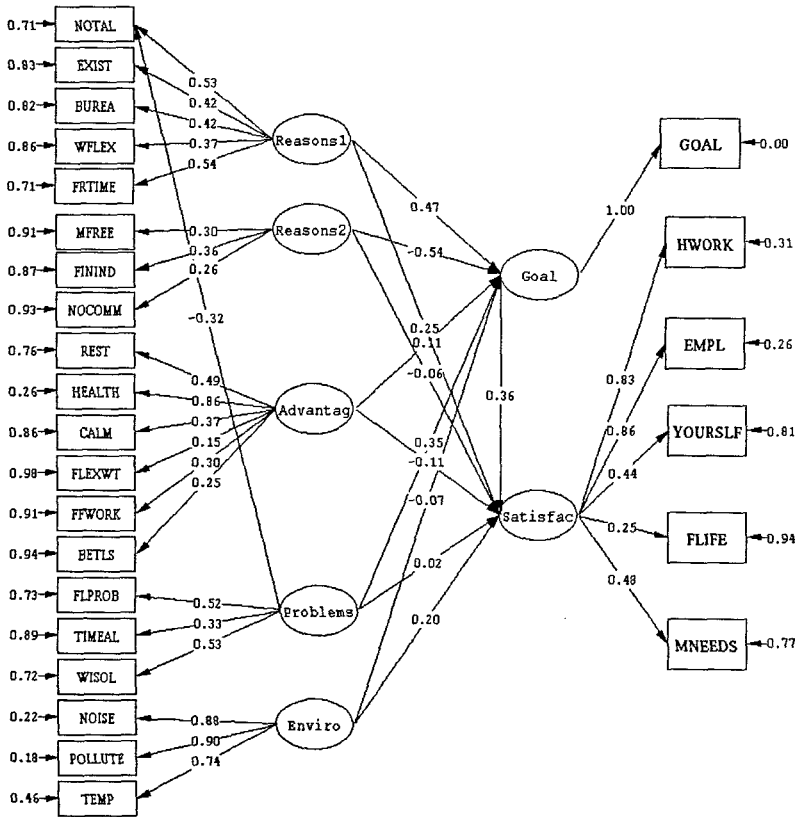 0.71 NOTAL
0.83 EXIST
0.82 BUREA
0.86 WFLEX
0.71 FRTIME
0.91 MFREE
0.87 FININD
0.93 NOCOMM
0.76 REST
0.26 HEALTH
0.86 CALM
0.98 FLEXWT
0.91 FFWORK
0.94 BETLS
0.73 FLPROB
0.89 TIMEAL
0.72 WISOL
0.22 NOISE
0.18 POLLUTE
0.46 TEMP
0.53
0.42
0.42
0.37
0.54
0.30
0.36
0.26
-0.32
0.49
0.86
0.37
0.15
0.30
0.25
0.52
0.33
0.53
0.88
0.90
0.74
Reasons1
Reasons2
Advantag
Problems
Enviro
0.47
-0.54
0.25
0.11
-0.06
0.36
0.35
-0.11
-0.07
0.02
0.20
Goal
Satisfac
1.00
0.83
0.86
0.44
0.25
0.48
GOAL 0.00
HWORK 0.31
EMPL 0.26
YOURSLF 0.81
FLIFE 0.94
MNEEDS 0.77